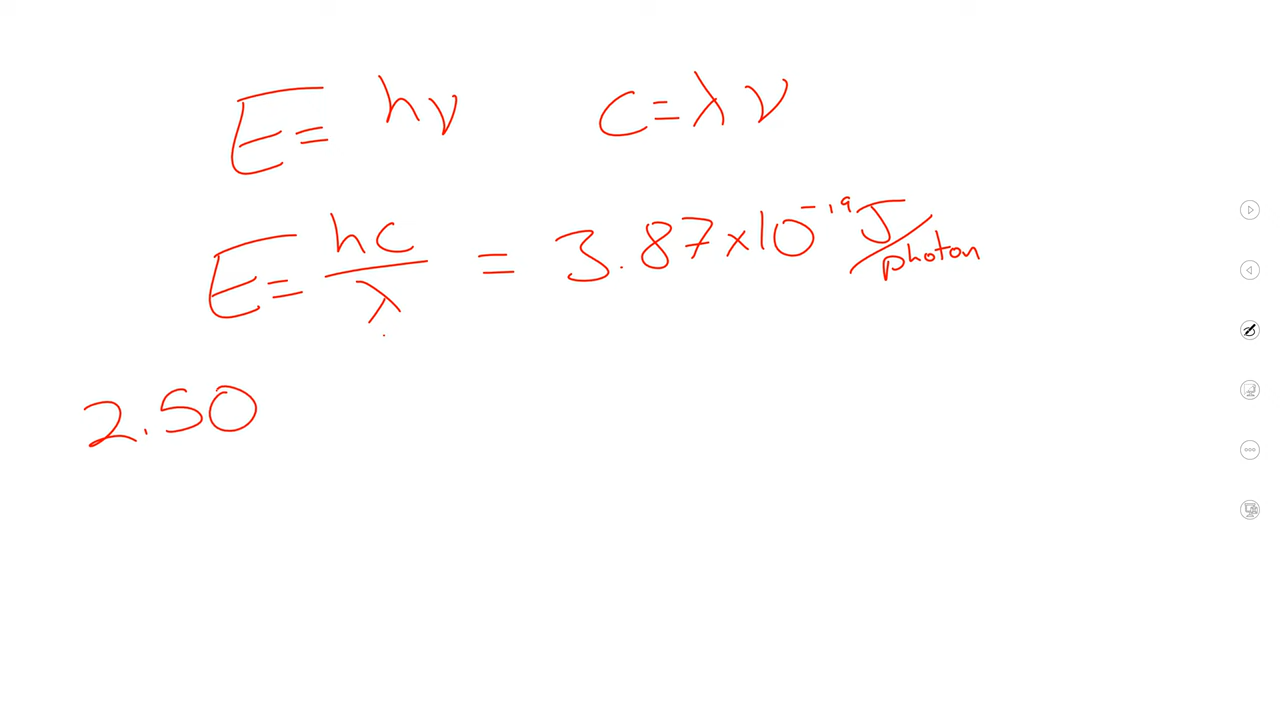 E = hν c = λν
E = hc/λ = 3.87×10⁻¹⁹ J/photon
2.50